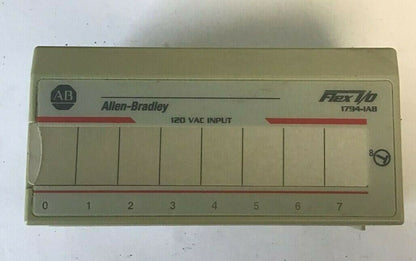 AB
Allen-Bradley
Flex I/O
1794-IA8
120 VAC INPUT
8
0 1 2 3 4 5 6 7